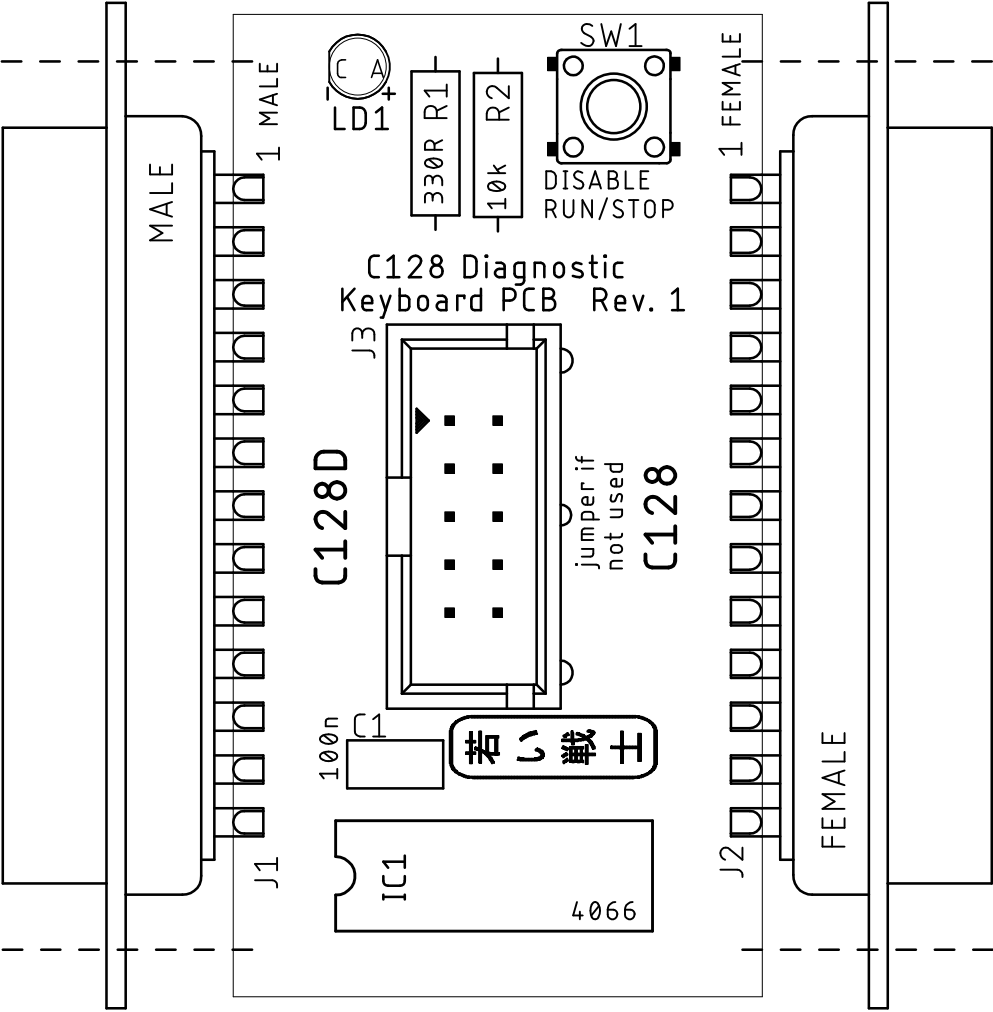 SW1
C A
- +
LD1
R1
330R
R2
10k
1 MALE
1 FEMALE
MALE
DISABLE
RUN/STOP
C128 Diagnostic
Keyboard PCB Rev. 1
J3
C128D
jumper if
not used
C128
C1
100n
若い戦士
FEMALE
J1
J2
IC1
4066